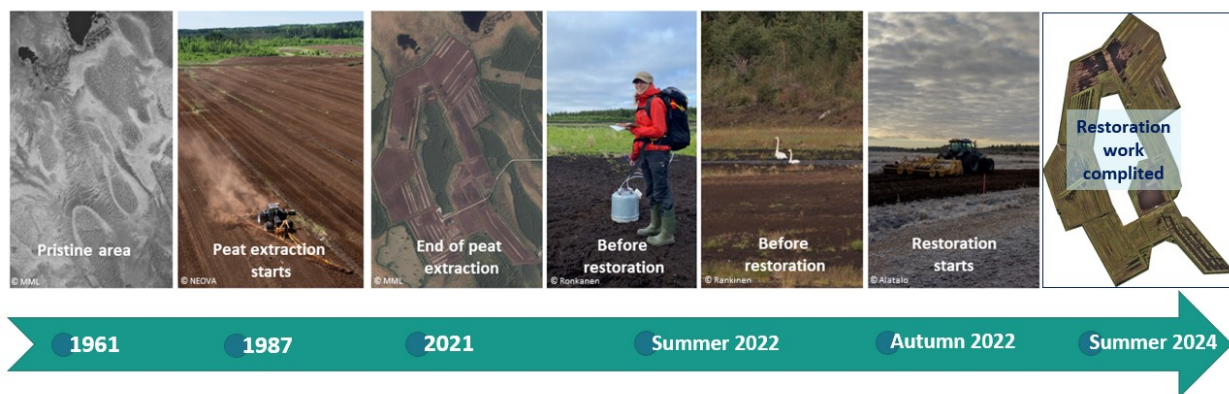 Pristine area
© MML
Peat extraction
starts
© NEOVA
End of peat
extraction
© MML
Before
restoration
© Ronkanen
Before
restoration
© Rankinen
Restoration
starts
© Alatalo
Restoration
work
complited
1961
1987
2021
Summer 2022
Autumn 2022
Summer 2024